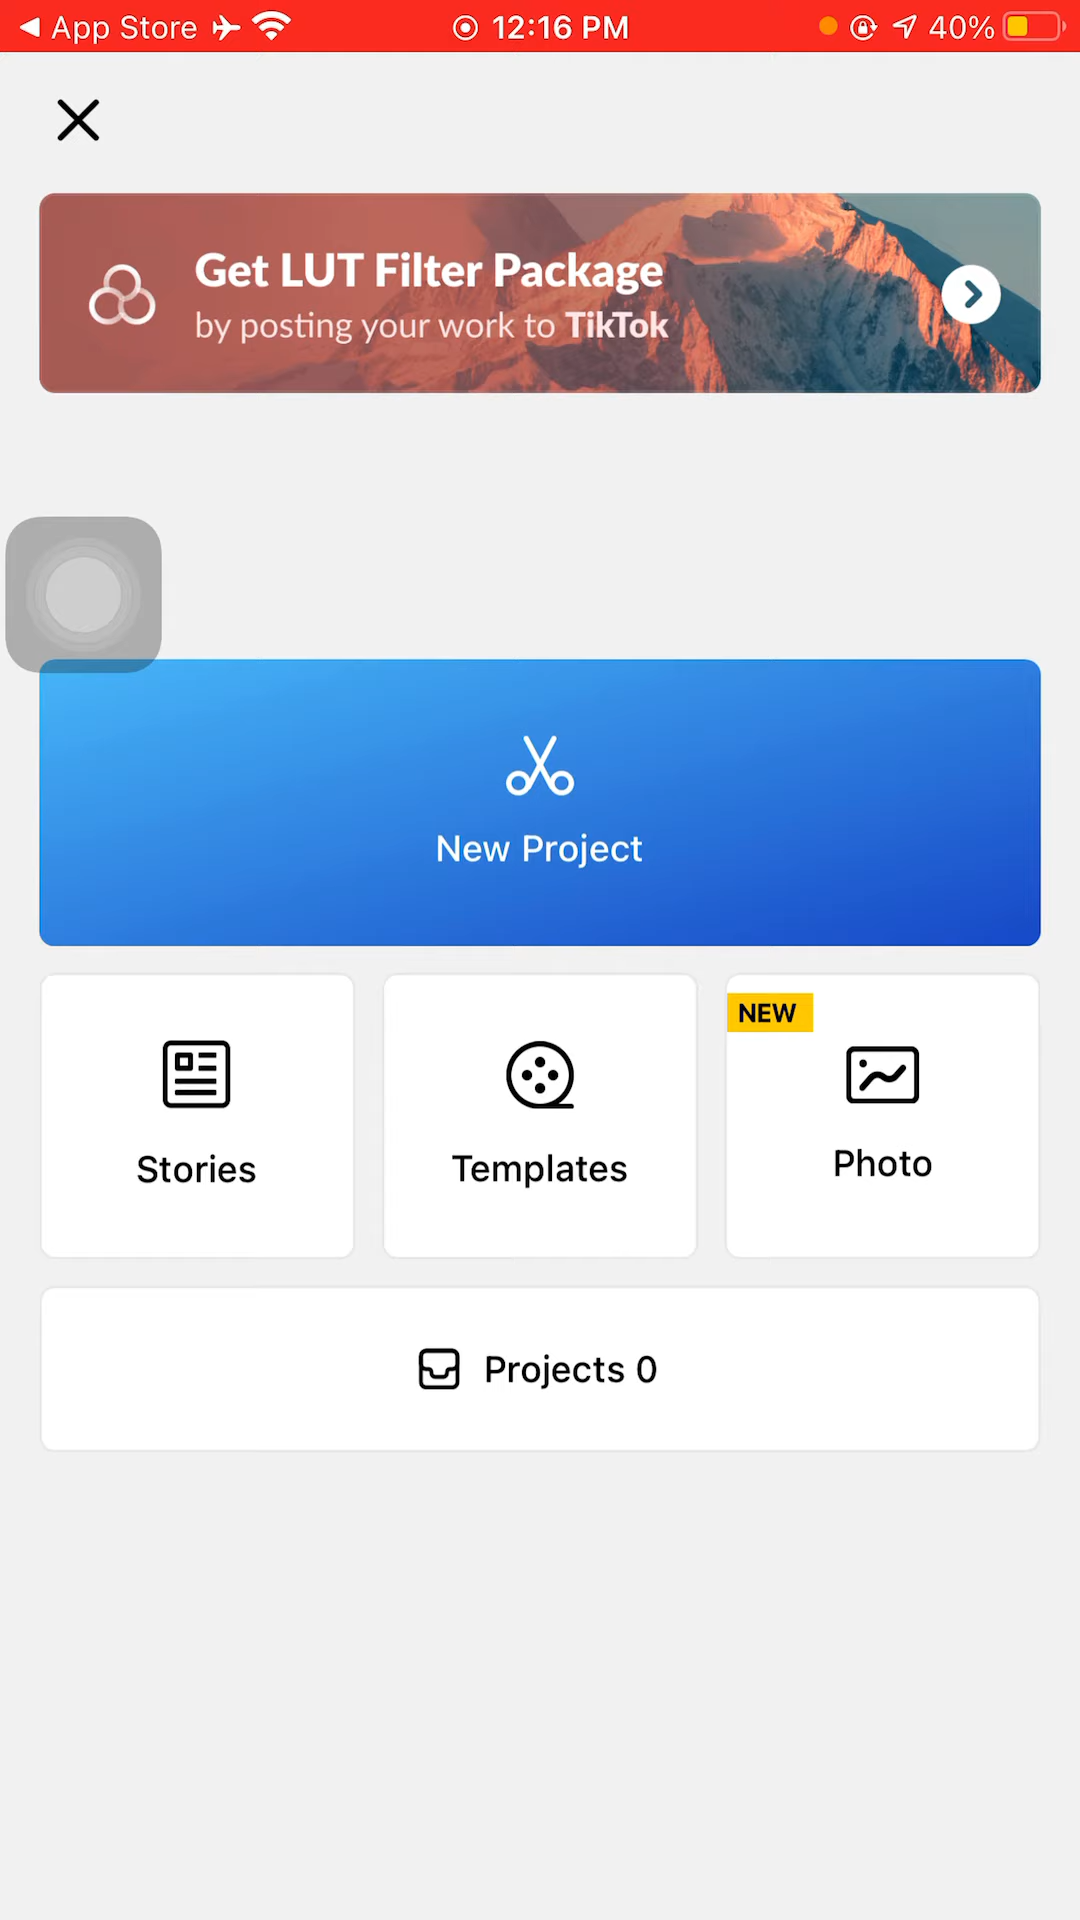 App Store 12:16 PM 40%
Get LUT Filter Package
by posting your work to TikTok
New Project
NEW
Stories
Templates
Photo
Projects 0